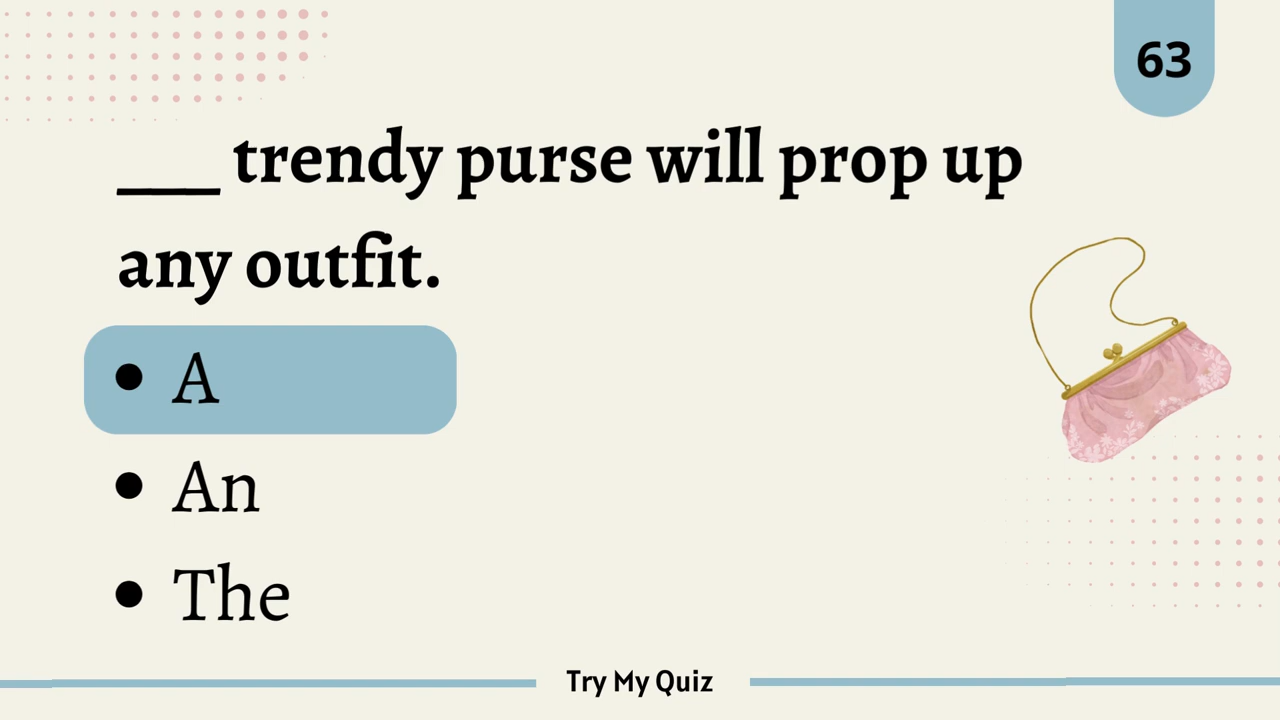 63
___ trendy purse will prop up
any outfit.
• A
• An
• The
Try My Quiz